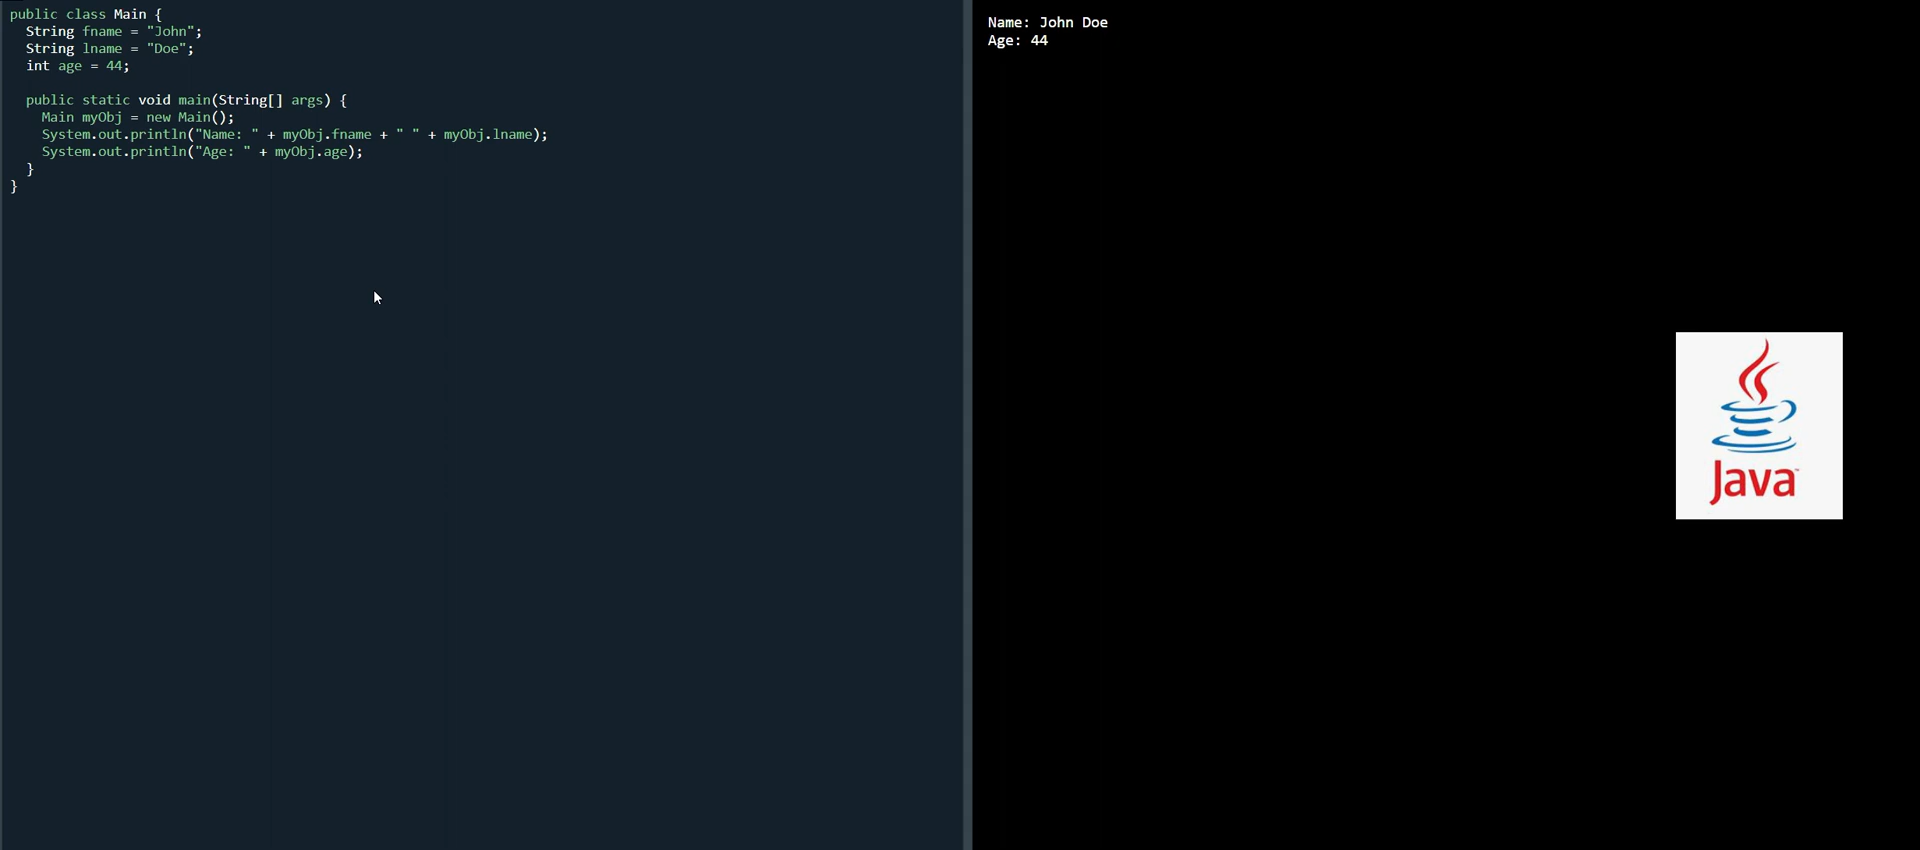 public class Main {
  String fname = "John";
  String lname = "Doe";
  int age = 44;

  public static void main(String[] args) {
    Main myObj = new Main();
    System.out.println("Name: " + myObj.fname + " " + myObj.lname);
    System.out.println("Age: " + myObj.age);
  }
}
Name: John Doe
Age: 44
Java™